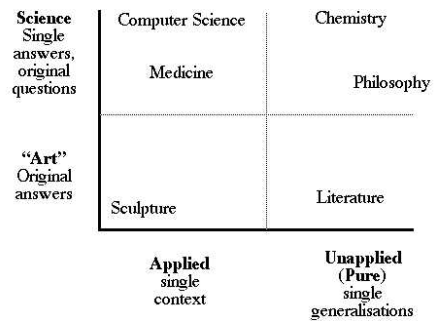 Science
Single
answers,
original
questions
Computer Science
Chemistry
Medicine
Philosophy
“Art”
Original
answers
Sculpture
Literature
Applied
single
context
Unapplied
(Pure)
single
generalisations